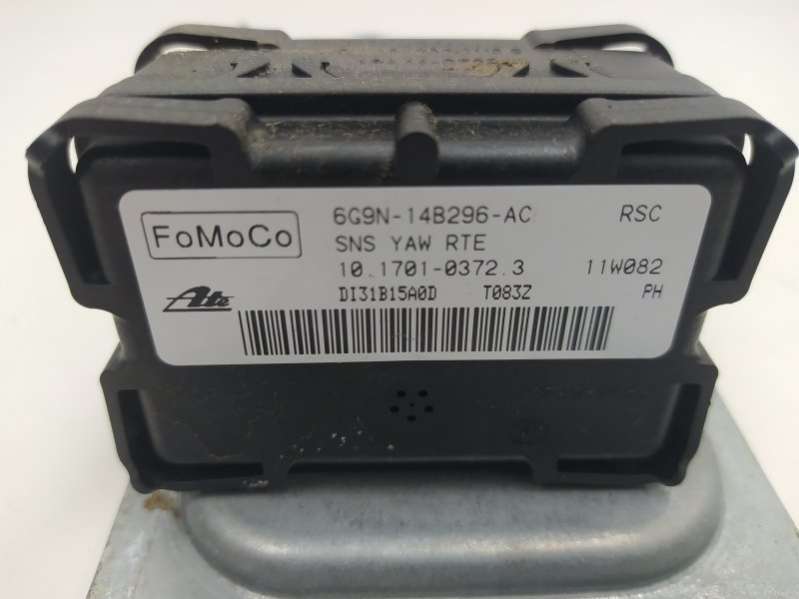 FoMoCo
6G9N-14B296-AC RSC
SNS YAW RTE
10.1701-0372.3 11W082
Ate DI31B15A0D T083Z PH